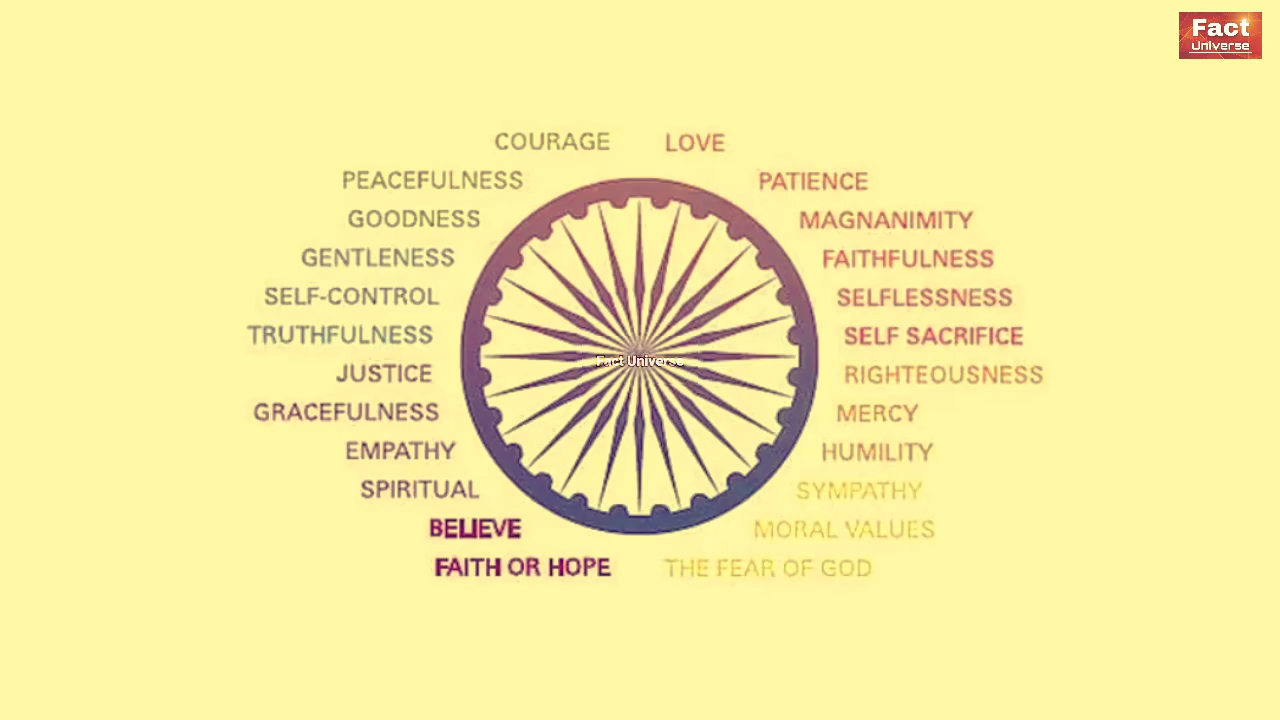 Fact
Universe
COURAGE
LOVE
PEACEFULNESS
PATIENCE
GOODNESS
MAGNANIMITY
GENTLENESS
FAITHFULNESS
SELF-CONTROL
SELFLESSNESS
TRUTHFULNESS
SELF SACRIFICE
Fact Universe
JUSTICE
RIGHTEOUSNESS
GRACEFULNESS
MERCY
EMPATHY
HUMILITY
SPIRITUAL
SYMPATHY
BELIEVE
MORAL VALUES
FAITH OR HOPE
THE FEAR OF GOD